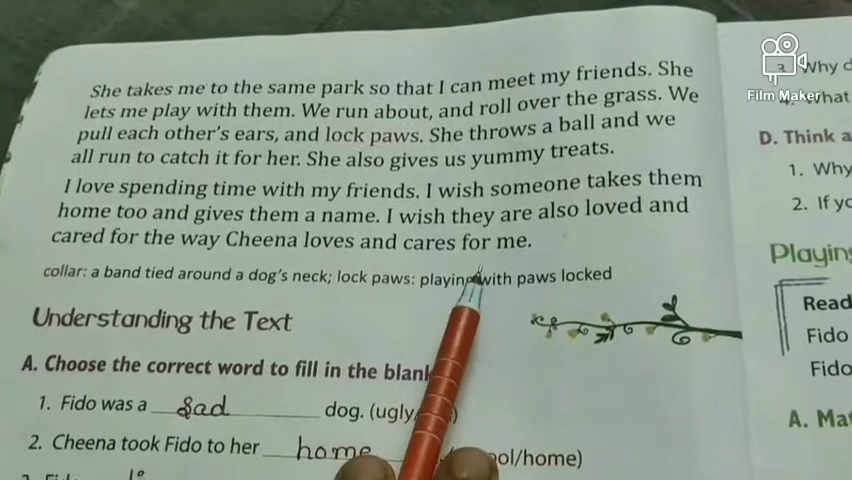 Film Maker
She takes me to the same park so that I can meet my friends. She
lets me play with them. We run about, and roll over the grass. We
pull each other's ears, and lock paws. She throws a ball and we
all run to catch it for her. She also gives us yummy treats.
I love spending time with my friends. I wish someone takes them
home too and gives them a name. I wish they are also loved and
cared for the way Cheena loves and cares for me.
collar: a band tied around a dog's neck; lock paws: playing with paws locked
Understanding the Text
A. Choose the correct word to fill in the blank
1. Fido was a sad dog. (ugly/
2. Cheena took Fido to her home /home)
3. Why
4. What
D. Think a
1. Why
2. If yo
Playing
Read
Fido
Fido
A. Mat